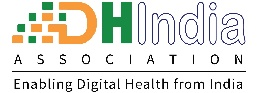 DHIndia
ASSOCIATION
Enabling Digital Health from India